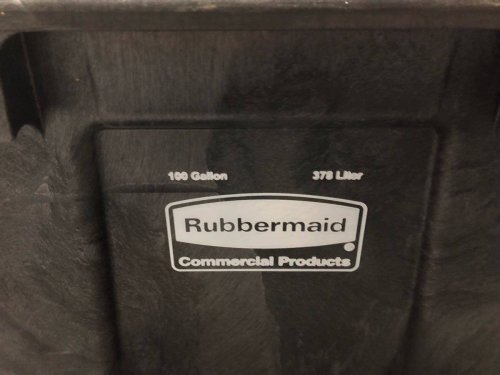 100 Gallon 378 Liter
Rubbermaid
Commercial Products